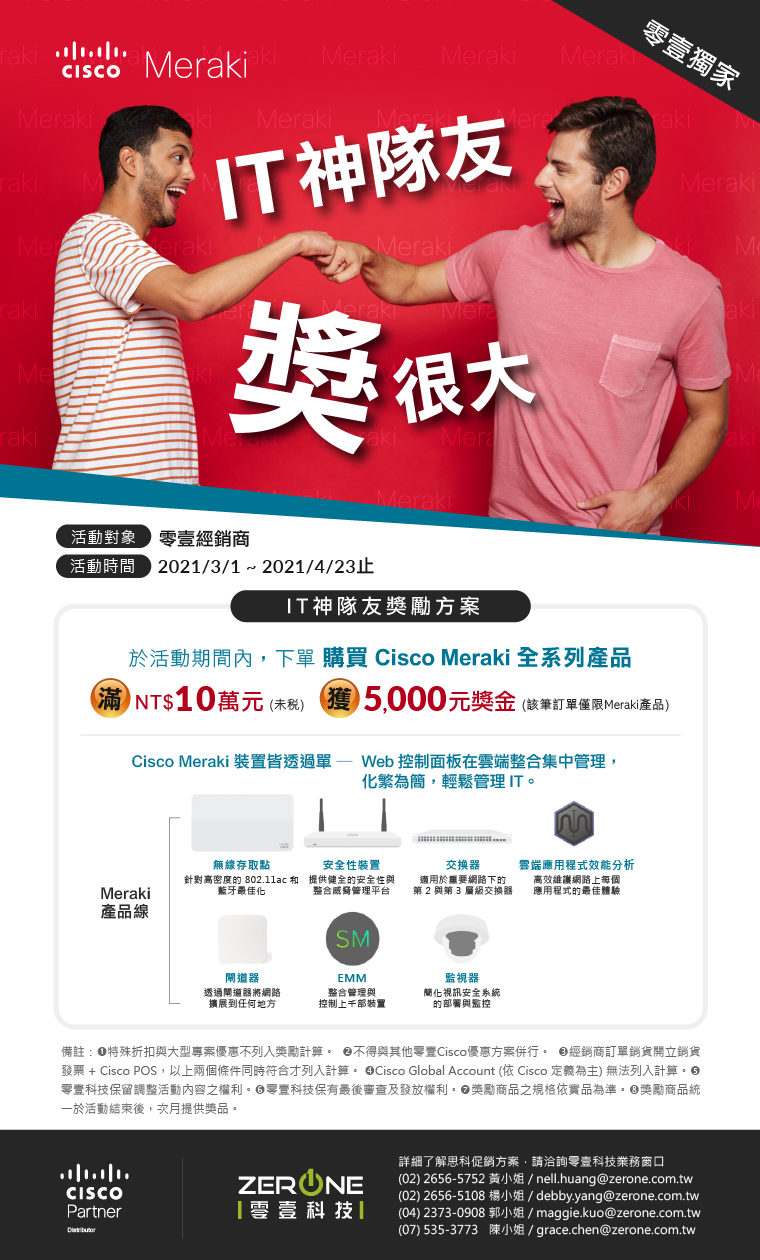 CISCO Meraki
零壹獨家
IT神隊友
獎很大
活動對象 零壹經銷商
活動時間 2021/3/1 ~ 2021/4/23止
IT神隊友獎勵方案
於活動期間內，下單 購買 Cisco Meraki 全系列產品
滿 NT$10萬元 (未税) 獲 5,000元獎金 (該筆訂單僅限Meraki產品)
Cisco Meraki 裝置皆透過單 — Web 控制面板在雲端整合集中管理，
化繁為簡，輕鬆管理 IT。
Meraki
產品線
無線存取點
針對高密度的 802.11ac 和
藍牙最佳化
安全性裝置
提供健全的安全性與
整合威脅管理平台
交換器
適用於重要網路下的
第 2 與第 3 層級交換器
雲端應用程式效能分析
高效維護網路上每個
應用程式的最佳體驗
閘道器
透過閘道器將網路
擴展到任何地方
SM
EMM
整合管理與
控制上千部裝置
監視器
簡化視訊安全系統
的部署與監控
備註：❶特殊折扣與大型專案優惠不列入獎勵計算。 ❷不得與其他零壹Cisco優惠方案併行。 ❸經銷商訂單銷貨開立銷貨
發票 + Cisco POS，以上兩個條件同時符合才列入計算。 ❹Cisco Global Account (依 Cisco 定義為主) 無法列入計算。❺
零壹科技保留調整活動內容之權利。❻零壹科技保有最後審查及發放權利。❼獎勵商品之規格依實品為準。❽獎勵商品統
一於活動結束後，次月提供獎品。
CISCO
Partner
Distributor
ZERONE
零壹科技
詳細了解思科促銷方案，請洽詢零壹科技業務窗口
(02) 2656-5752 黃小姐 / nell.huang@zerone.com.tw
(02) 2656-5108 楊小姐 / debby.yang@zerone.com.tw
(04) 2373-0908 郭小姐 / maggie.kuo@zerone.com.tw
(07) 535-3773 陳小姐 / grace.chen@zerone.com.tw